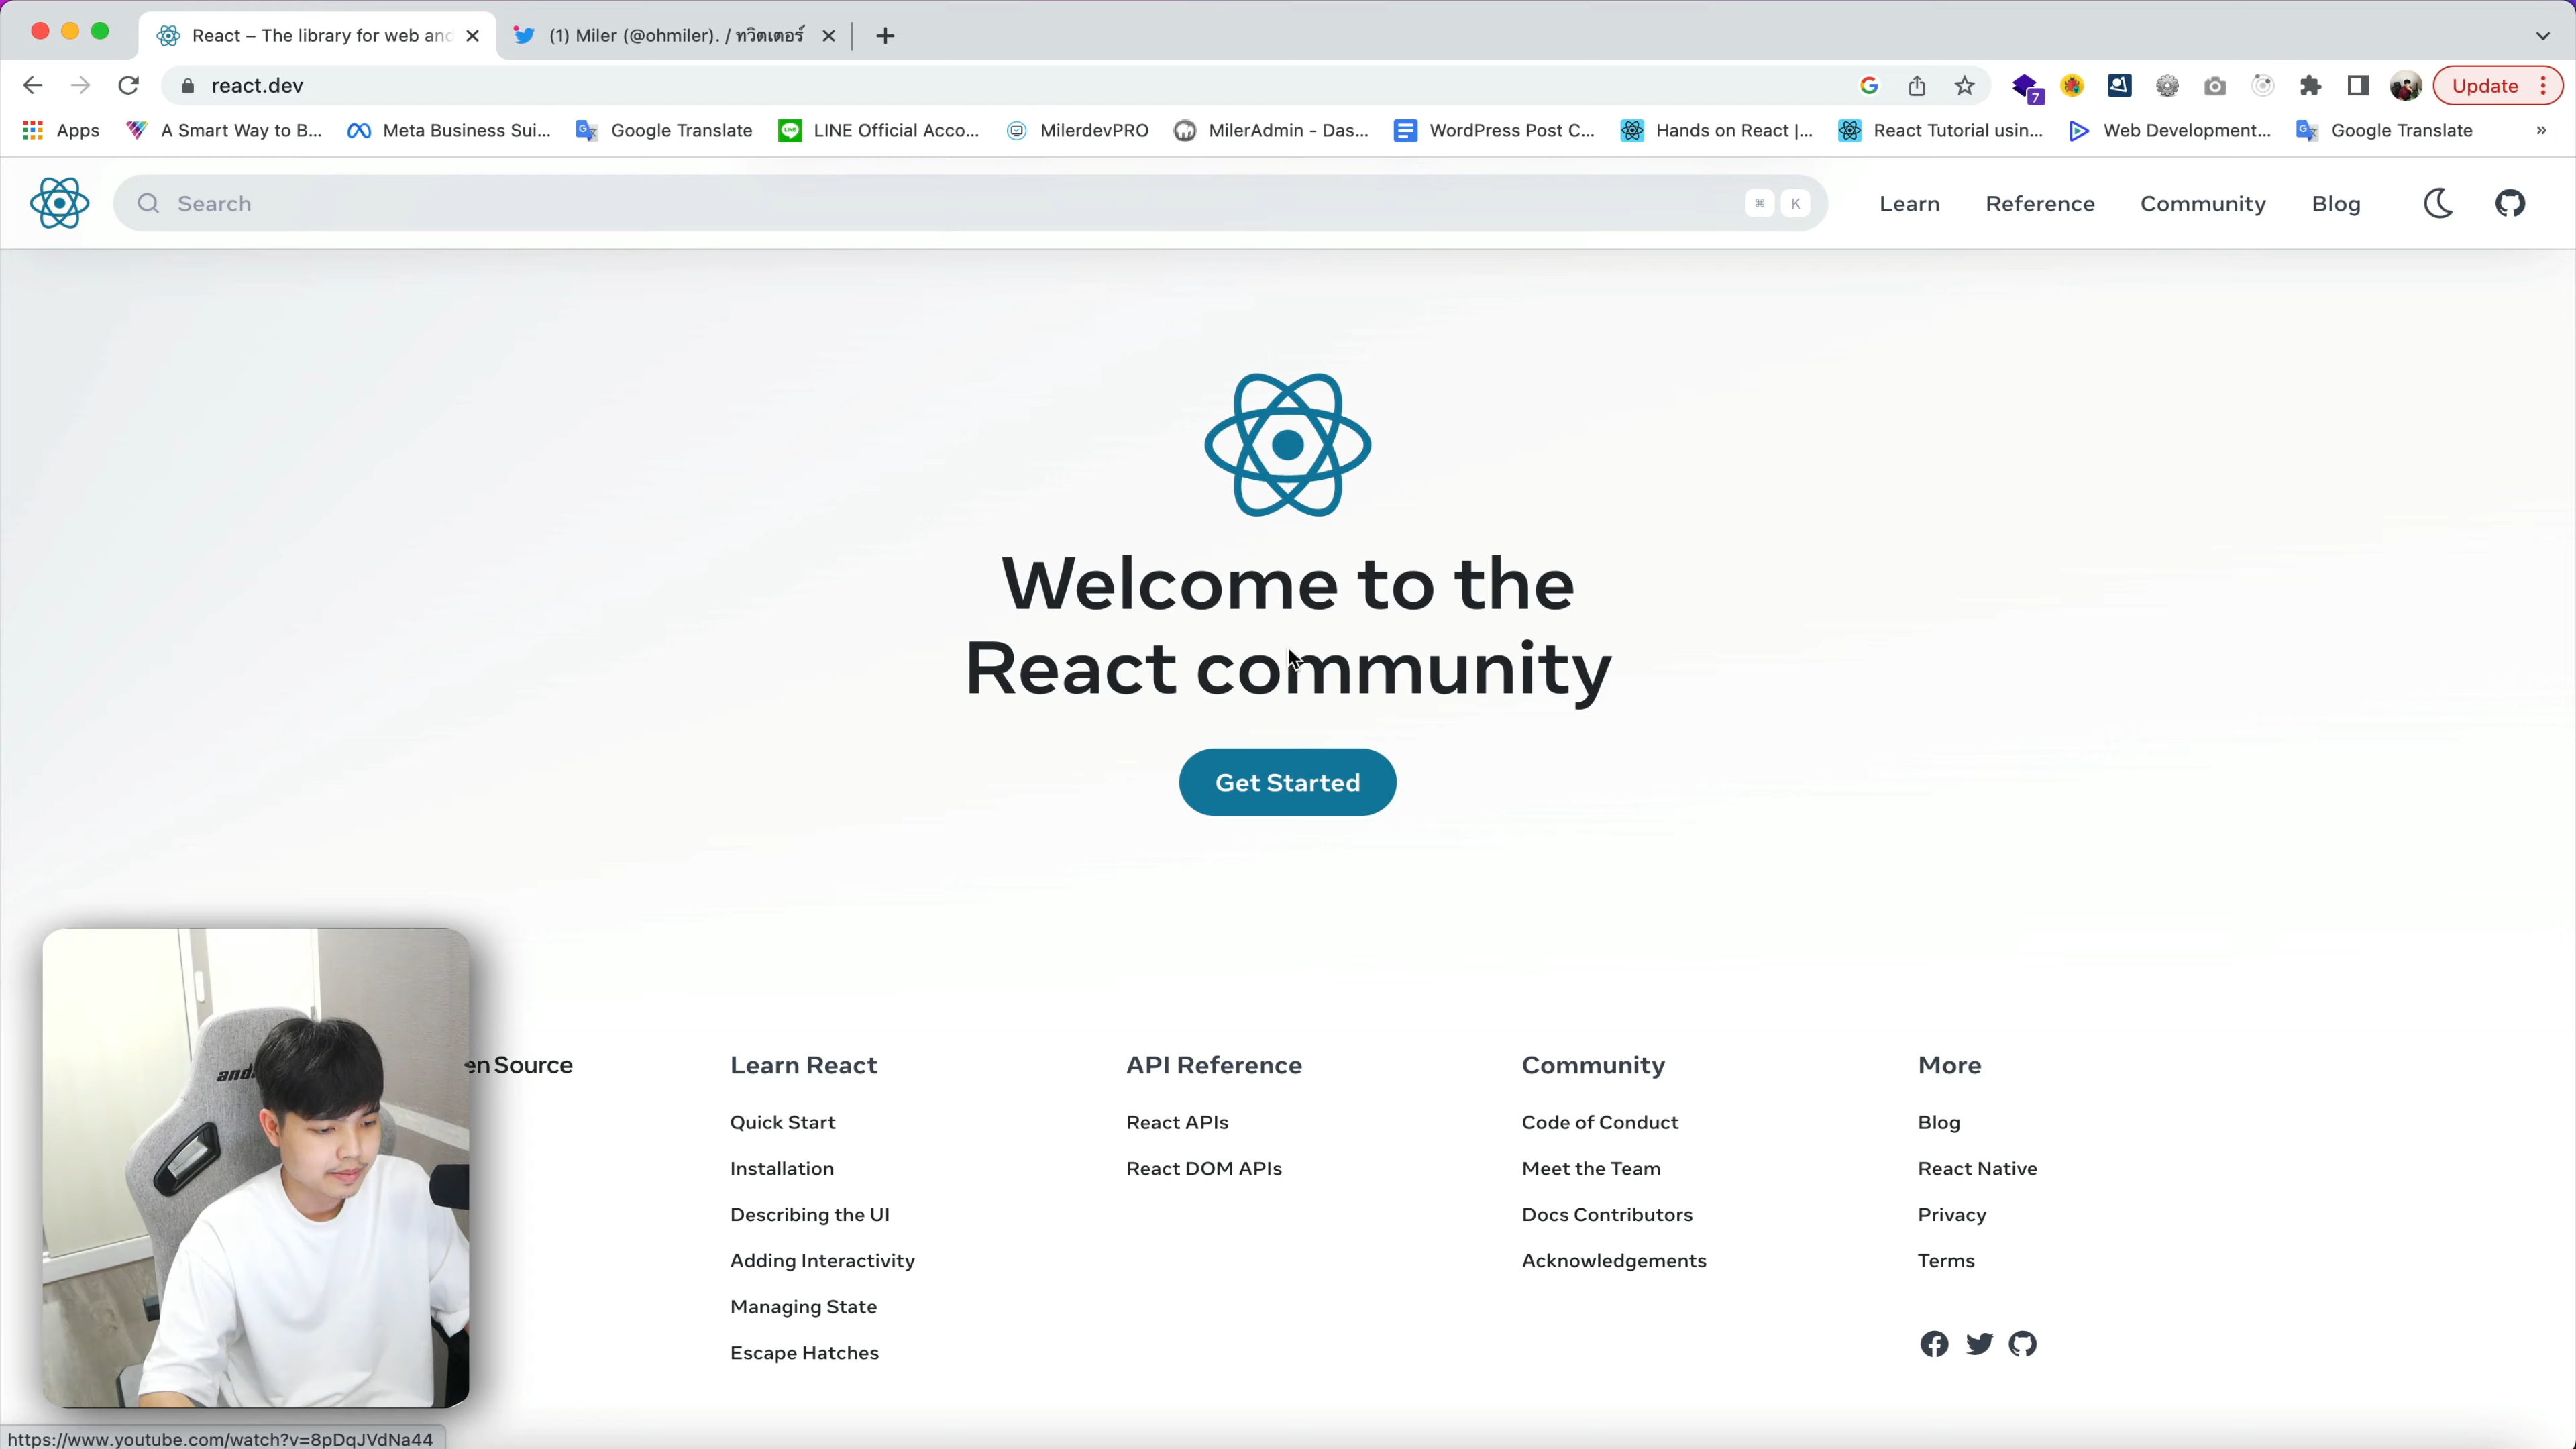 React – The library for web and
(1) Miler (@ohmiler). / ทวิตเตอร์
react.dev
7
Update
Apps
A Smart Way to B...
Meta Business Sui...
Google Translate
LINE Official Acco...
MilerdevPRO
MilerAdmin - Das...
WordPress Post C...
Hands on React |...
React Tutorial usin...
Web Development...
Google Translate
»
Search
⌘ K
Learn
Reference
Community
Blog
Welcome to the
React community
Get Started
and
en Source
Learn React
Quick Start
Installation
Describing the UI
Adding Interactivity
Managing State
Escape Hatches
API Reference
React APIs
React DOM APIs
Community
Code of Conduct
Meet the Team
Docs Contributors
Acknowledgements
More
Blog
React Native
Privacy
Terms
https://www.youtube.com/watch?v=8pDqJVdNa44